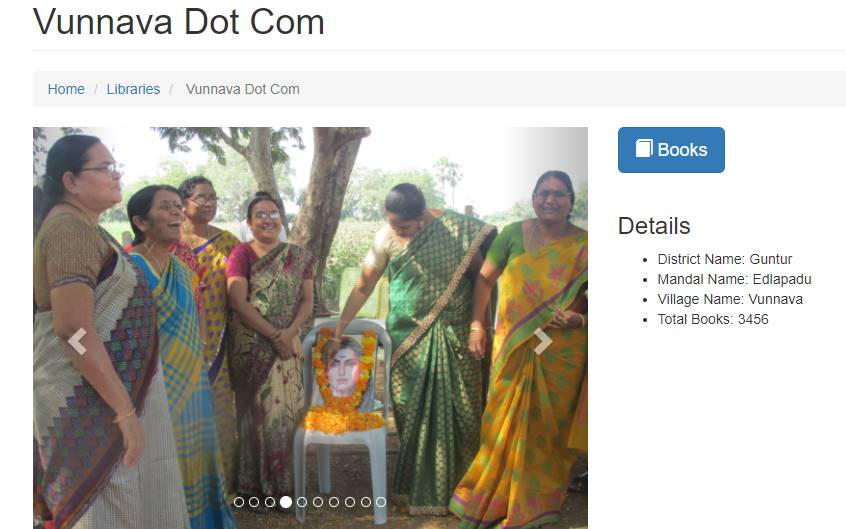 Vunnava Dot Com
Home / Libraries / Vunnava Dot Com
Books
Details
District Name: Guntur
Mandal Name: Edlapadu
Village Name: Vunnava
Total Books: 3456